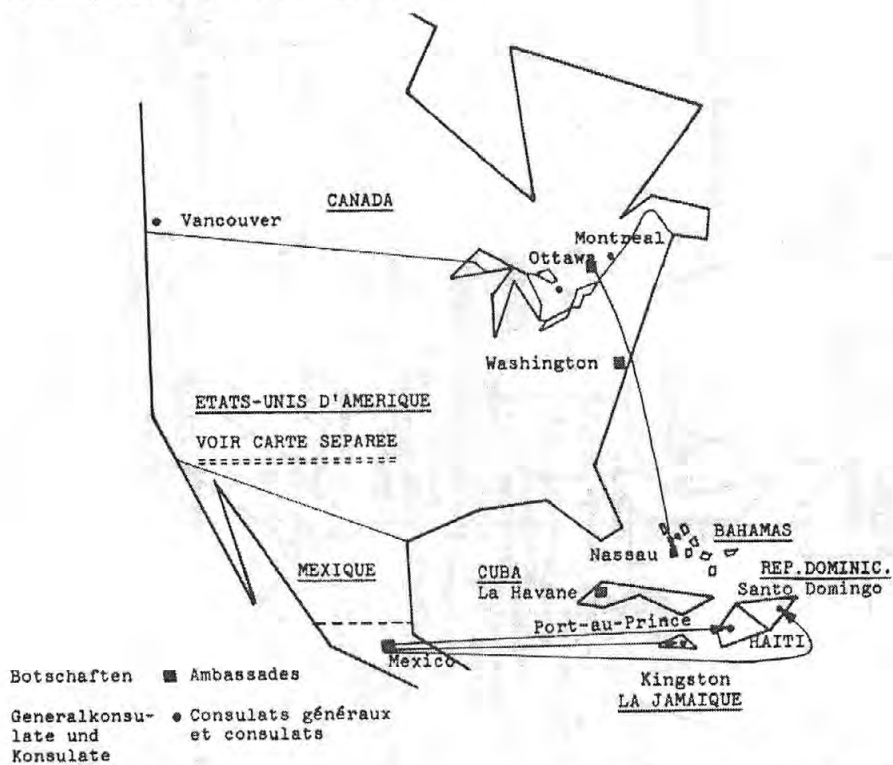 CANADA
Vancouver
Montreal
Ottawa
Washington
ETATS-UNIS D'AMERIQUE
VOIR CARTE SEPAREE
Nassau
BAHAMAS
MEXIQUE
CUBA
La Havane
REP.DOMINIC.
Santo Domingo
Port-au-Prince
HAITI
Mexico
Kingston
LA JAMAIQUE
Botschaften ■ Ambassades
Generalkonsu- • Consulats généraux
late und et consulats
Konsulate